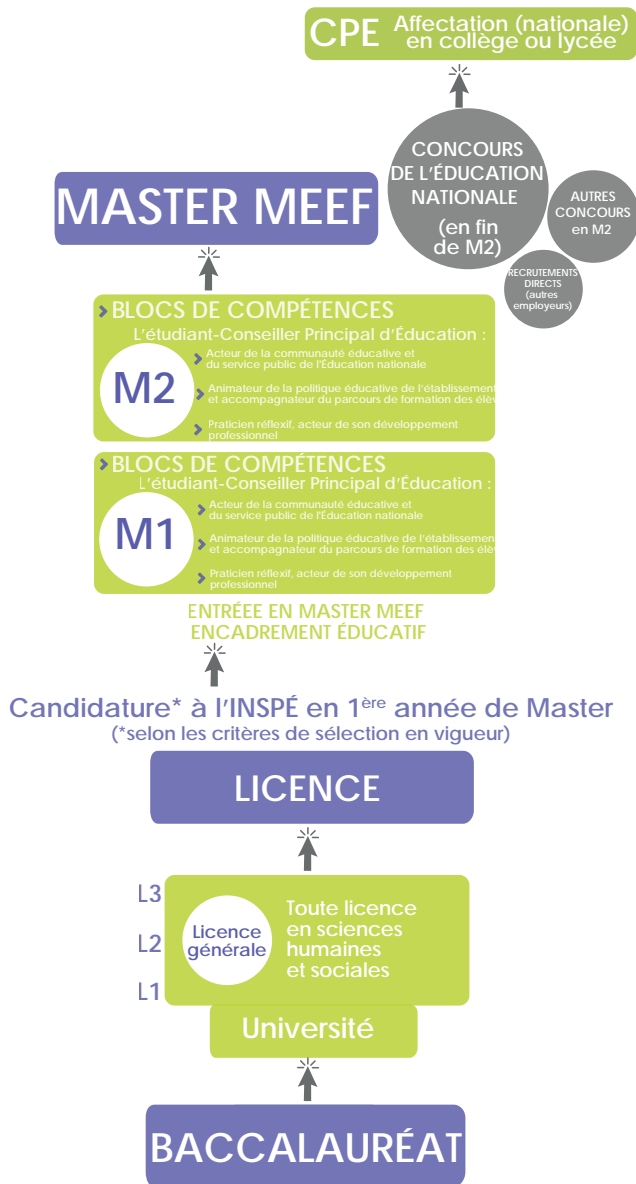 CPE
Affectation (nationale)
en collège ou lycée
CONCOURS
DE L'ÉDUCATION
NATIONALE
(en fin
de M2)
AUTRES
CONCOURS
en M2
RECRUTEMENTS
DIRECTS
(autres
employeurs)
MASTER MEEF
BLOCS DE COMPÉTENCES
L'étudiant-Conseiller Principal d'Éducation :
M2
Acteur de la communauté éducative et
du service public de l'Éducation nationale
Animateur de la politique éducative de l'établissement
et accompagnateur du parcours de formation des élèv
Praticien réflexif, acteur de son développement
professionnel
BLOCS DE COMPÉTENCES
L'étudiant-Conseiller Principal d'Éducation :
M1
Acteur de la communauté éducative et
du service public de l'Éducation nationale
Animateur de la politique éducative de l'établissement
et accompagnateur du parcours de formation des élèv
Praticien réflexif, acteur de son développement
professionnel
ENTRÉEE EN MASTER MEEF
ENCADREMENT ÉDUCATIF
Candidature* à l'INSPÉ en 1ère année de Master
(*selon les critères de sélection en vigueur)
LICENCE
L3
L2
L1
Licence
générale
Toute licence
en sciences
humaines
et sociales
Université
BACCALAURÉAT